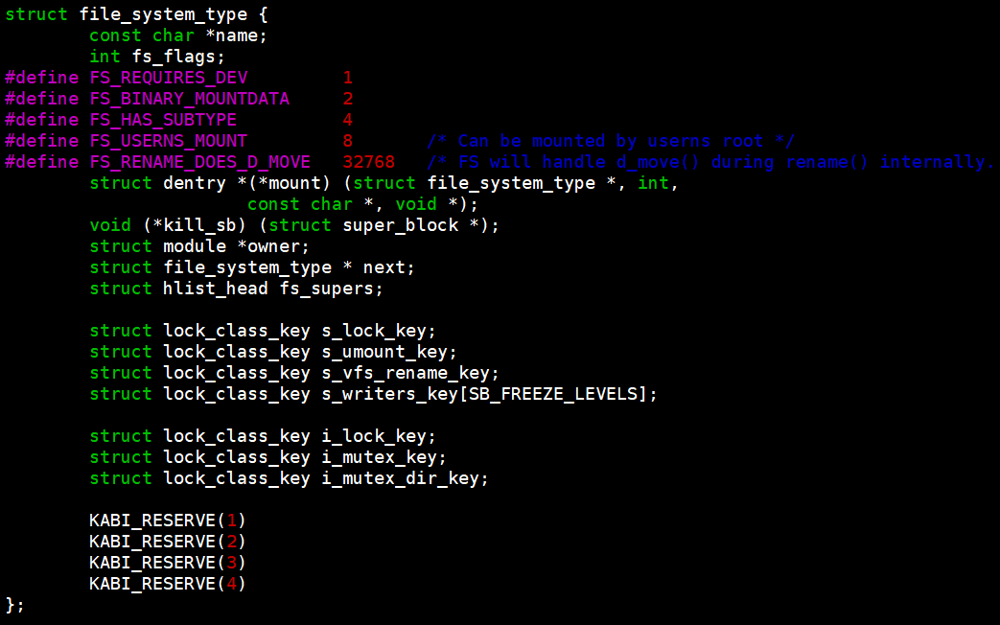 struct file_system_type {
        const char *name;
        int fs_flags;
#define FS_REQUIRES_DEV         1
#define FS_BINARY_MOUNTDATA     2
#define FS_HAS_SUBTYPE          4
#define FS_USERNS_MOUNT         8       /* Can be mounted by userns root */
#define FS_RENAME_DOES_D_MOVE   32768   /* FS will handle d_move() during rename() internally.
        struct dentry *(*mount) (struct file_system_type *, int,
                       const char *, void *);
        void (*kill_sb) (struct super_block *);
        struct module *owner;
        struct file_system_type * next;
        struct hlist_head fs_supers;

        struct lock_class_key s_lock_key;
        struct lock_class_key s_umount_key;
        struct lock_class_key s_vfs_rename_key;
        struct lock_class_key s_writers_key[SB_FREEZE_LEVELS];

        struct lock_class_key i_lock_key;
        struct lock_class_key i_mutex_key;
        struct lock_class_key i_mutex_dir_key;

        KABI_RESERVE(1)
        KABI_RESERVE(2)
        KABI_RESERVE(3)
        KABI_RESERVE(4)
};